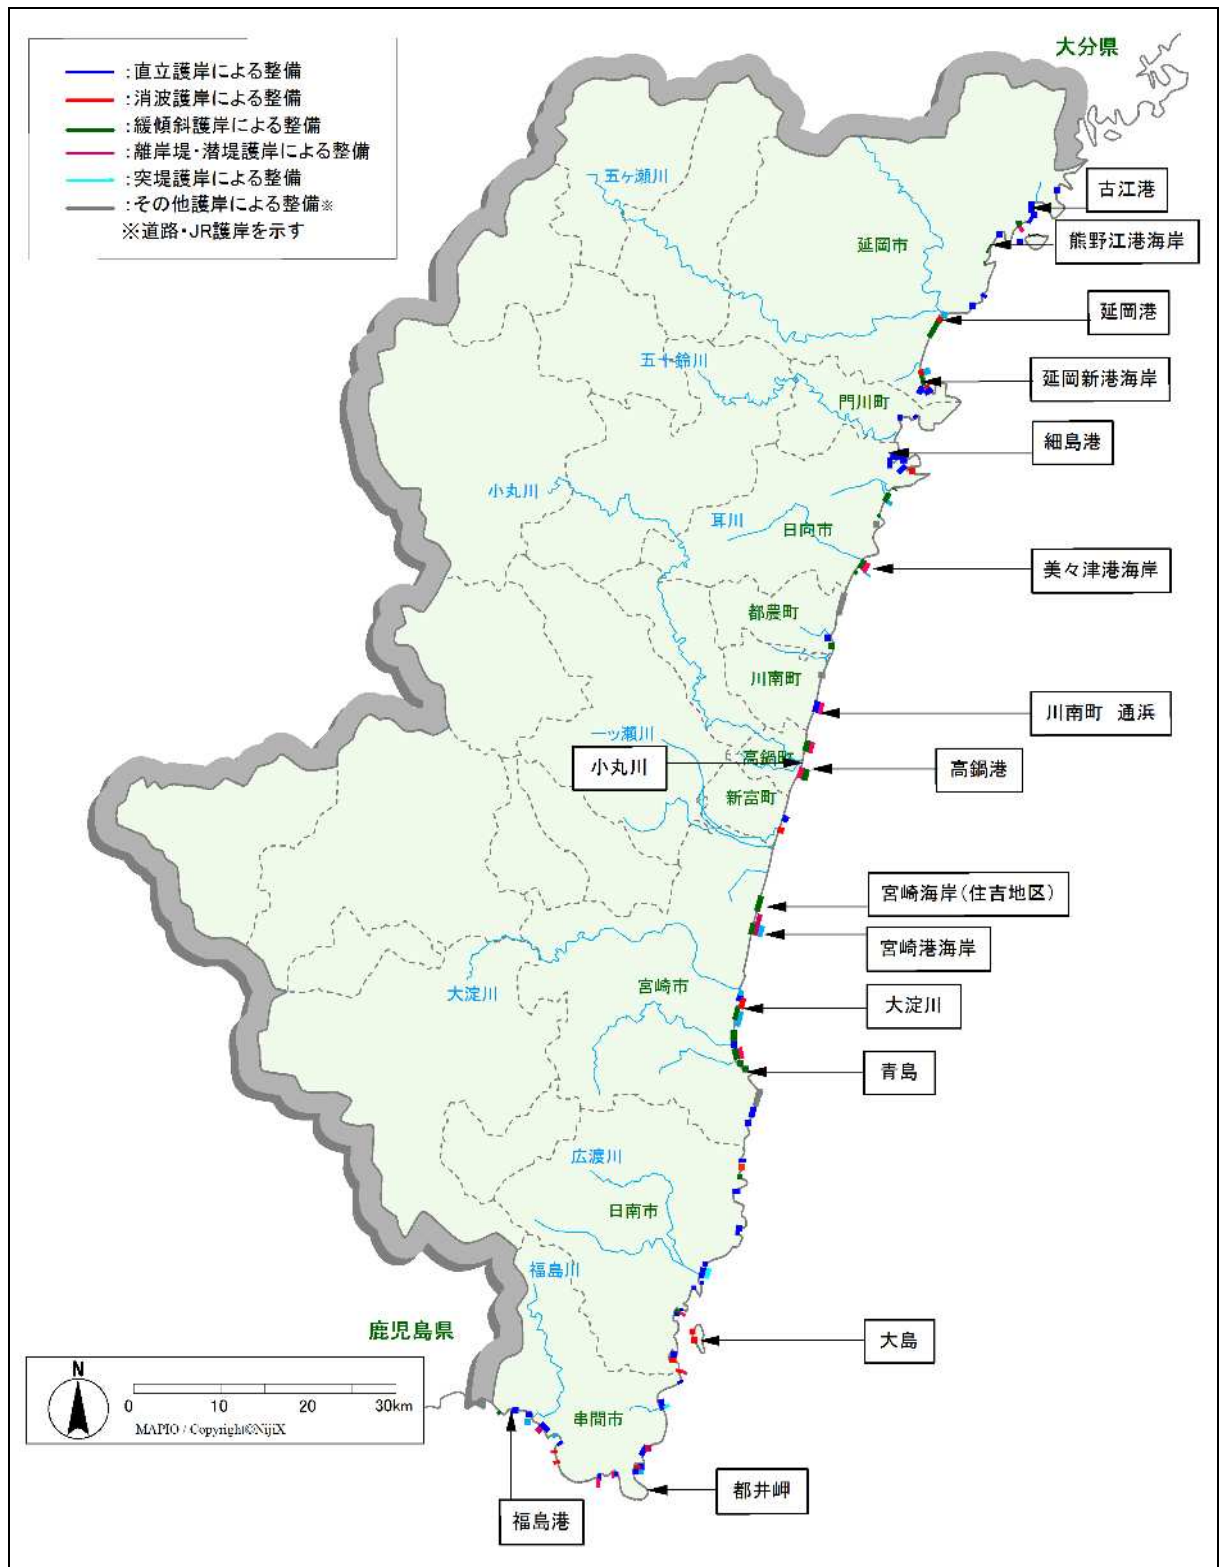 大分県
：直立護岸による整備
：消波護岸による整備
：緩傾斜護岸による整備
：離岸堤・潜堤護岸による整備
：突堤護岸による整備
：その他護岸による整備※
※道路・JR護岸を示す
五ヶ瀬川
古江港
延岡市
熊野江港海岸
延岡港
五十鈴川
延岡新港海岸
門川町
細島港
小丸川
耳川
日向市
美々津港海岸
都農町
川南町
川南町 通浜
一ッ瀬川
高鍋町
小丸川
高鍋港
新富町
宮崎海岸(住吉地区)
宮崎港海岸
大淀川
宮崎市
大淀川
青島
広渡川
日南市
福島川
鹿児島県
大島
N
0 10 20 30km
MAPIO / Copyright©NijiX
串間市
都井岬
福島港